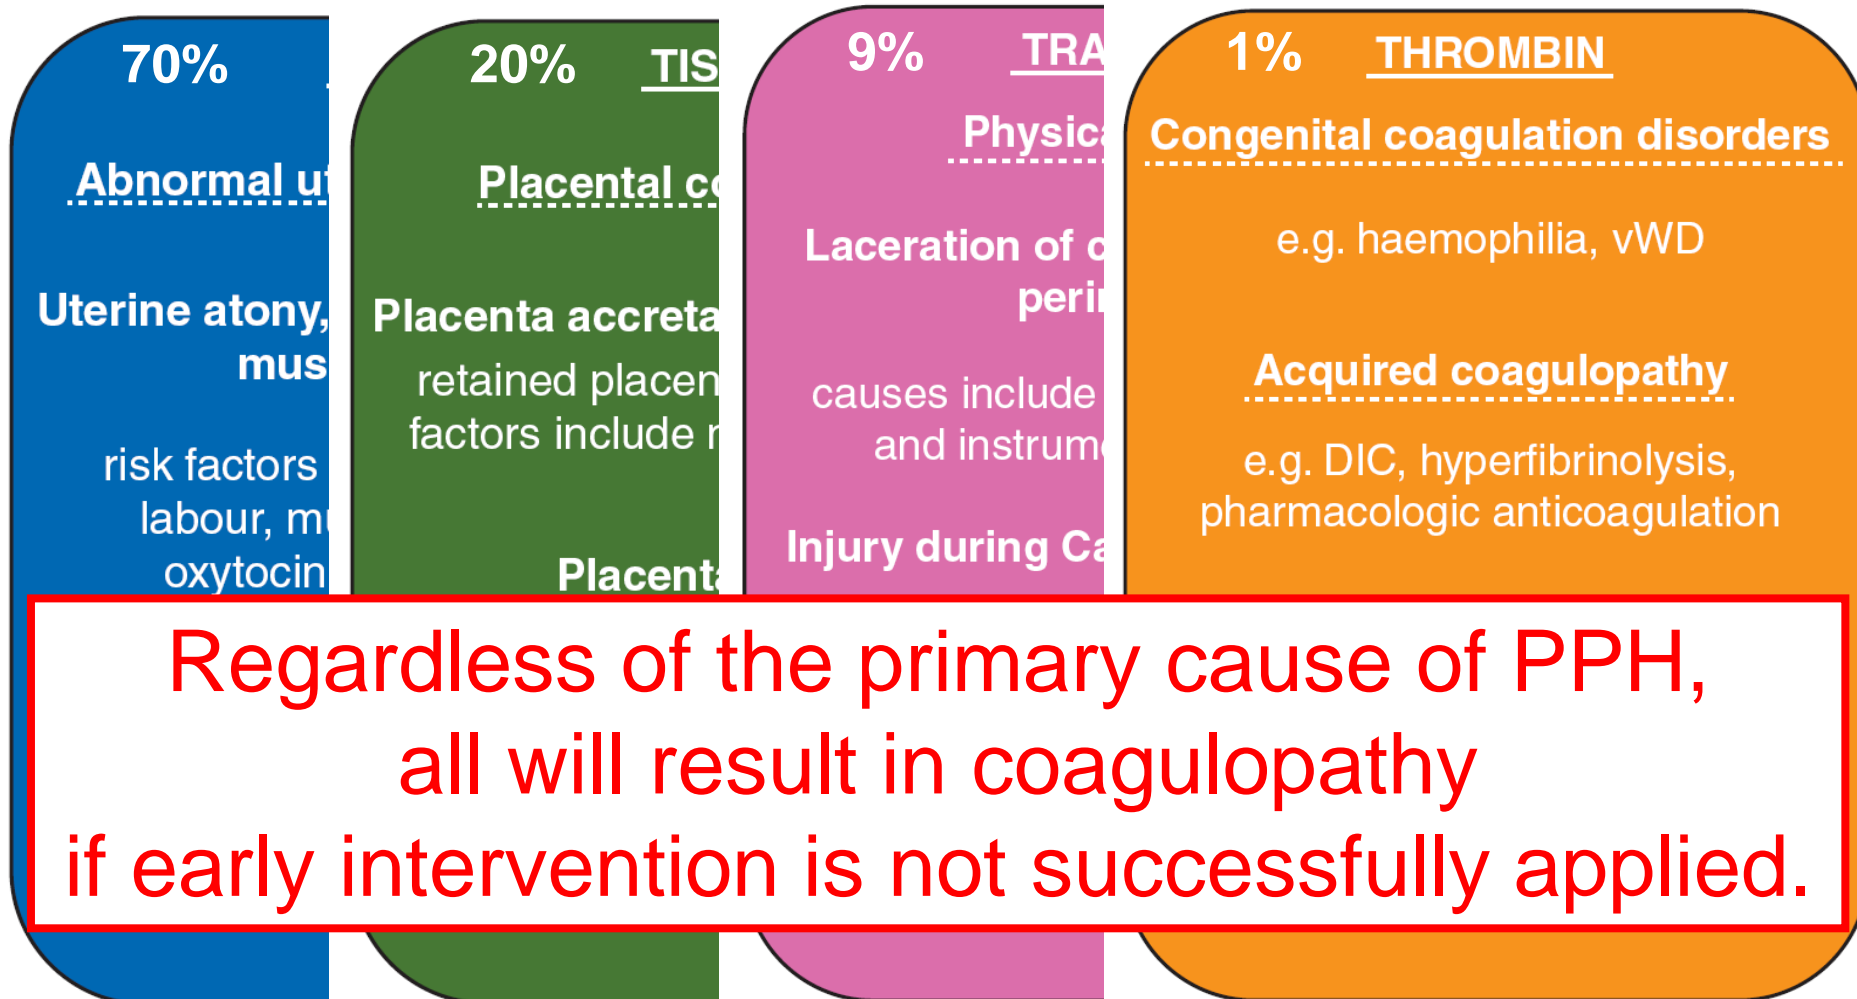 70%
Abnormal ut
Uterine atony,
mus
risk factors
labour, mu
oxytocin
20% TIS
Placental co
Placenta accreta
retained placen
factors include
Placenta
9% TRA
Physica
Laceration of c
perin
causes include
and instrume
Injury during Ca
1% THROMBIN
Congenital coagulation disorders
e.g. haemophilia, vWD
Acquired coagulopathy
e.g. DIC, hyperfibrinolysis,
pharmacologic anticoagulation
Regardless of the primary cause of PPH,
all will result in coagulopathy
if early intervention is not successfully applied.